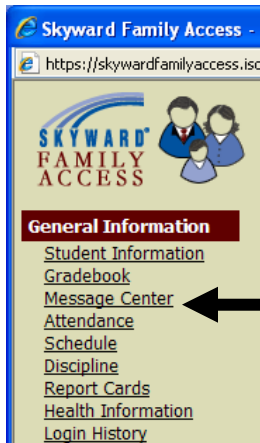 Skyward Family Access -
https://skywardfamilyaccess.isc
SKYWARD®
FAMILY
ACCESS
General Information
Student Information
Gradebook
Message Center
Attendance
Schedule
Discipline
Report Cards
Health Information
Login History